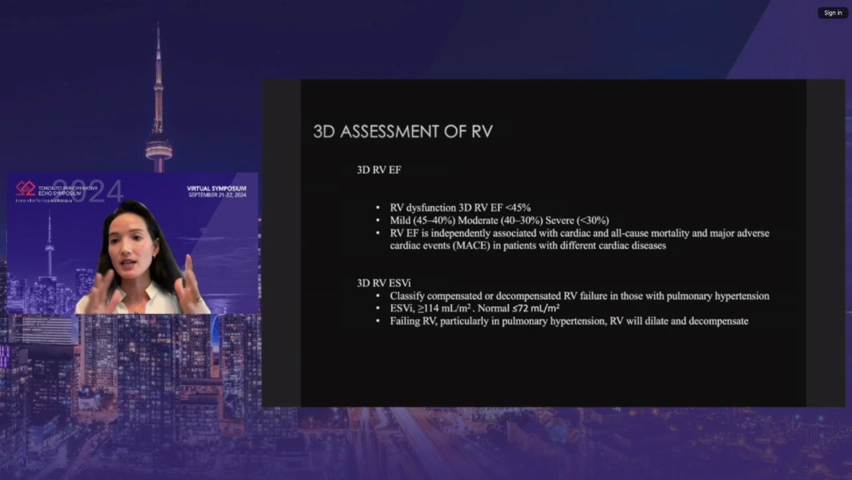 Sign in
2024
TORONTO PERIOPERATIVE
ECHO SYMPOSIUM
VIRTUAL SYMPOSIUM
SEPTEMBER 21-22, 2024
3D ASSESSMENT OF RV
3D RV EF
• RV dysfunction 3D RV EF <45%
• Mild (45–40%) Moderate (40–30%) Severe (<30%)
• RV EF is independently associated with cardiac and all-cause mortality and major adverse
cardiac events (MACE) in patients with different cardiac diseases
3D RV ESVi
• Classify compensated or decompensated RV failure in those with pulmonary hypertension
• ESVi, ≥114 mL/m². Normal ≤72 mL/m²
• Failing RV, particularly in pulmonary hypertension, RV will dilate and decompensate